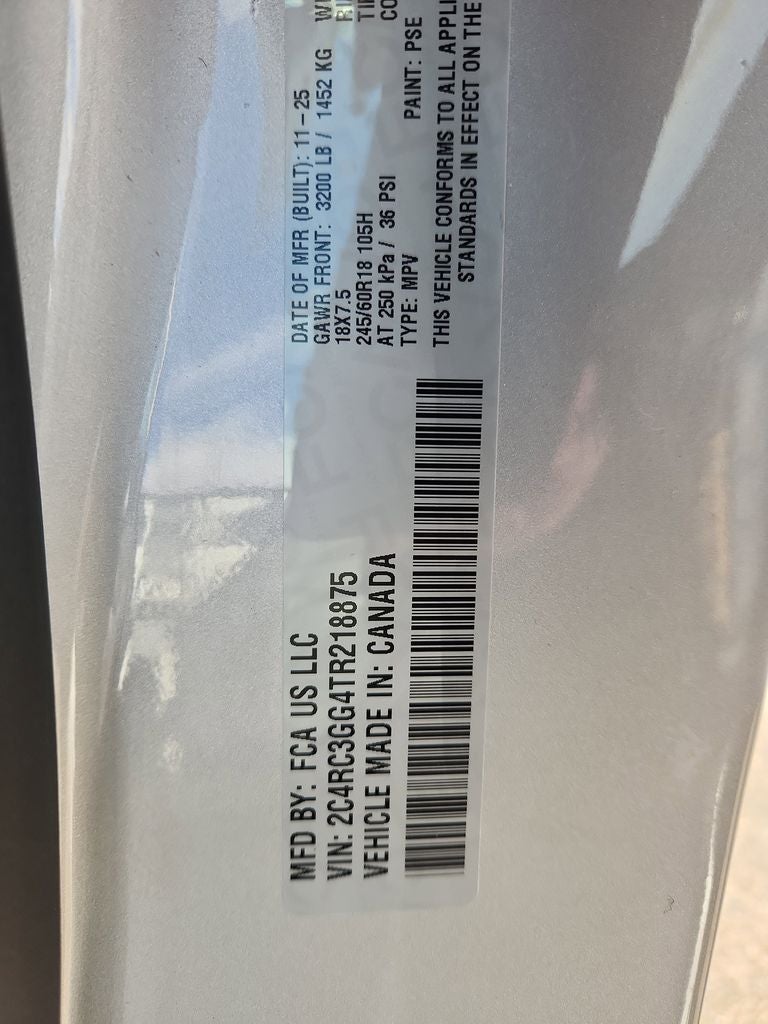 MFD BY: FCA US LLC
VIN: 2C4RC3GG4TR218875
VEHICLE MADE IN: CANADA
DATE OF MFR (BUILT): 11-25
GAWR FRONT: 3200 LB / 1452 KG
18X7.5
245/60R18 105H
AT 250 kPa / 36 PSI
TYPE: MPV PAINT: PSE
THIS VEHICLE CONFORMS TO ALL
STANDARDS IN EFFECT ON THE